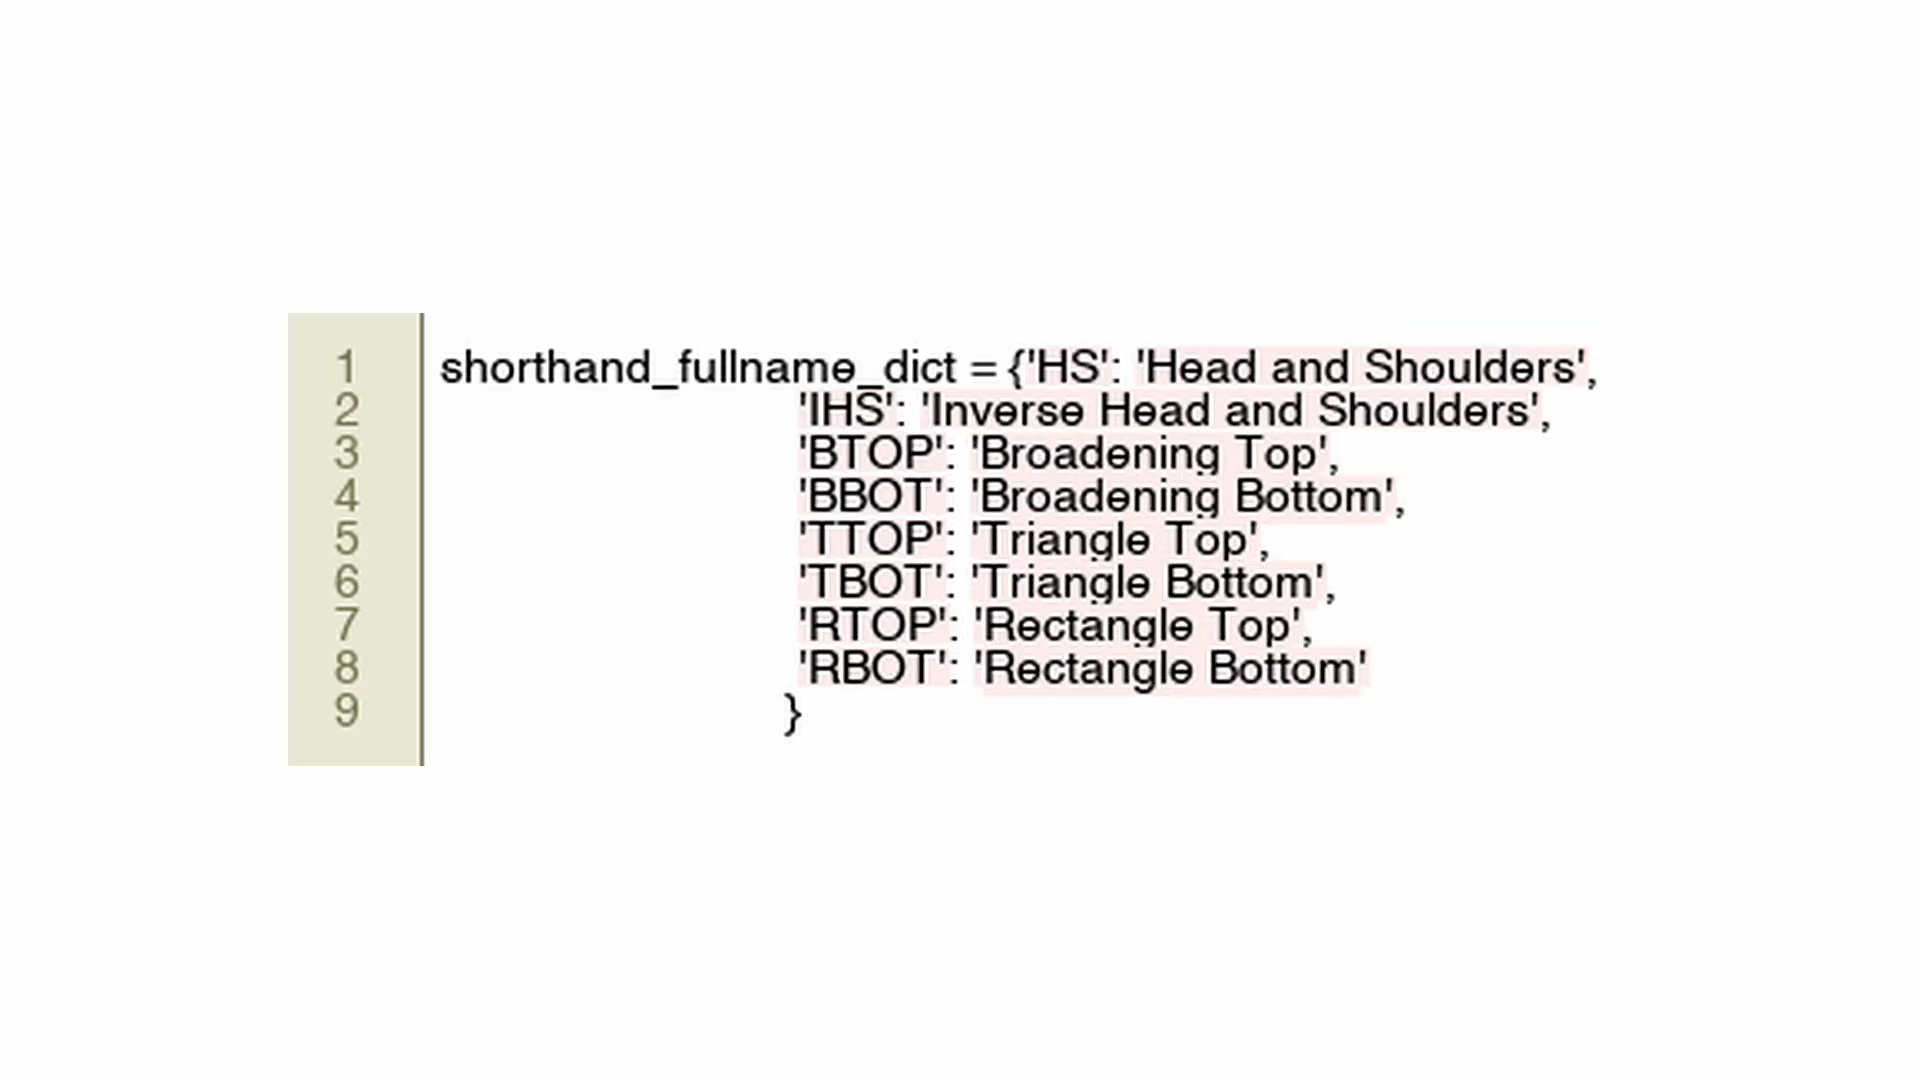 1 shorthand_fullname_dict = {'HS': 'Head and Shoulders',
2 'IHS': 'Inverse Head and Shoulders',
3 'BTOP': 'Broadening Top',
4 'BBOT': 'Broadening Bottom',
5 'TTOP': 'Triangle Top',
6 'TBOT': 'Triangle Bottom',
7 'RTOP': 'Rectangle Top',
8 'RBOT': 'Rectangle Bottom'
9 }